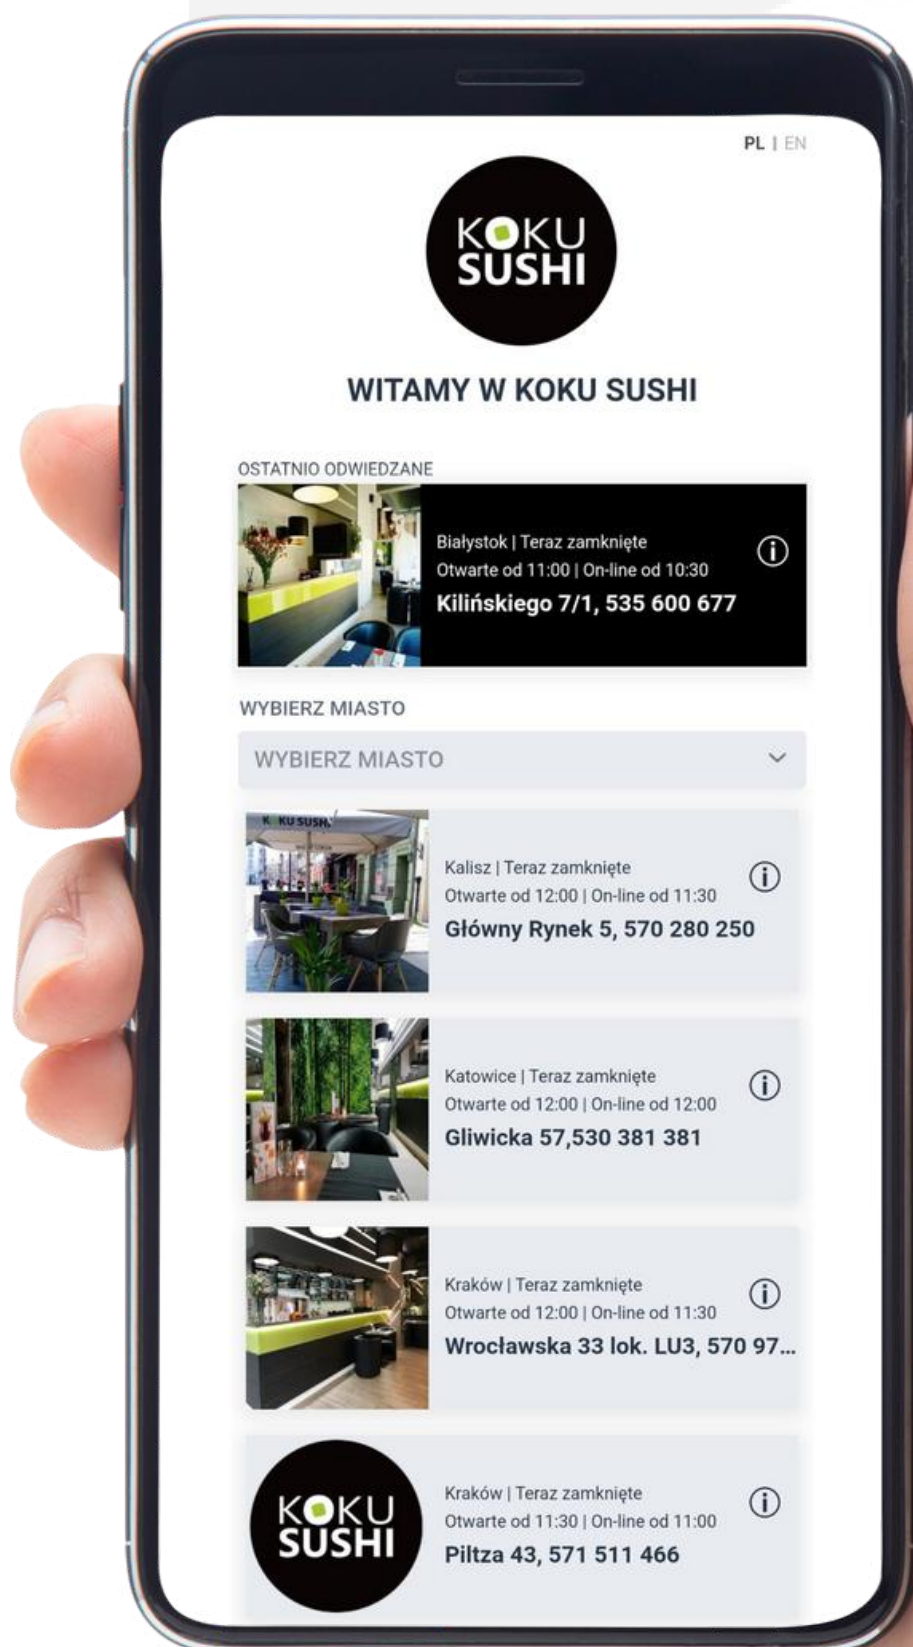 PL | EN
KOKU
SUSHI
WITAMY W KOKU SUSHI
OSTATNIO ODWIEDZANE
Białystok | Teraz zamknięte
Otwarte od 11:00 | On-line od 10:30
Kilińskiego 7/1, 535 600 677
WYBIERZ MIASTO
WYBIERZ MIASTO
KOKU SUSHI
Kalisz | Teraz zamknięte
Otwarte od 12:00 | On-line od 11:30
Główny Rynek 5, 570 280 250
Katowice | Teraz zamknięte
Otwarte od 12:00 | On-line od 12:00
Gliwicka 57,530 381 381
Kraków | Teraz zamknięte
Otwarte od 12:00 | On-line od 11:30
Wrocławska 33 lok. LU3, 570 97...
KOKU
SUSHI
Kraków | Teraz zamknięte
Otwarte od 11:30 | On-line od 11:00
Piltza 43, 571 511 466